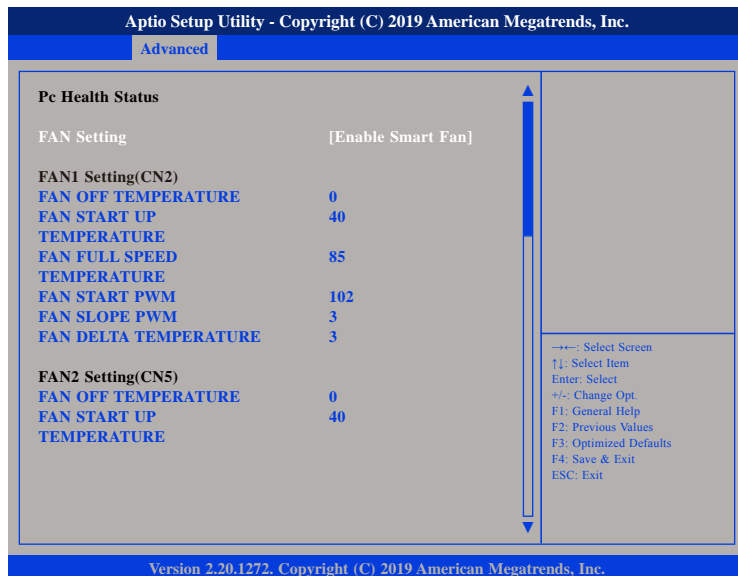 Aptio Setup Utility - Copyright (C) 2019 American Megatrends, Inc.
Advanced
Pc Health Status
FAN Setting [Enable Smart Fan]
FAN1 Setting(CN2)
FAN OFF TEMPERATURE 0
FAN START UP 40
TEMPERATURE
FAN FULL SPEED 85
TEMPERATURE
FAN START PWM 102
FAN SLOPE PWM 3
FAN DELTA TEMPERATURE 3
FAN2 Setting(CN5)
FAN OFF TEMPERATURE 0
FAN START UP 40
TEMPERATURE
→←: Select Screen
↑↓: Select Item
Enter: Select
+/-: Change Opt.
F1: General Help
F2: Previous Values
F3: Optimized Defaults
F4: Save & Exit
ESC: Exit
Version 2.20.1272. Copyright (C) 2019 American Megatrends, Inc.